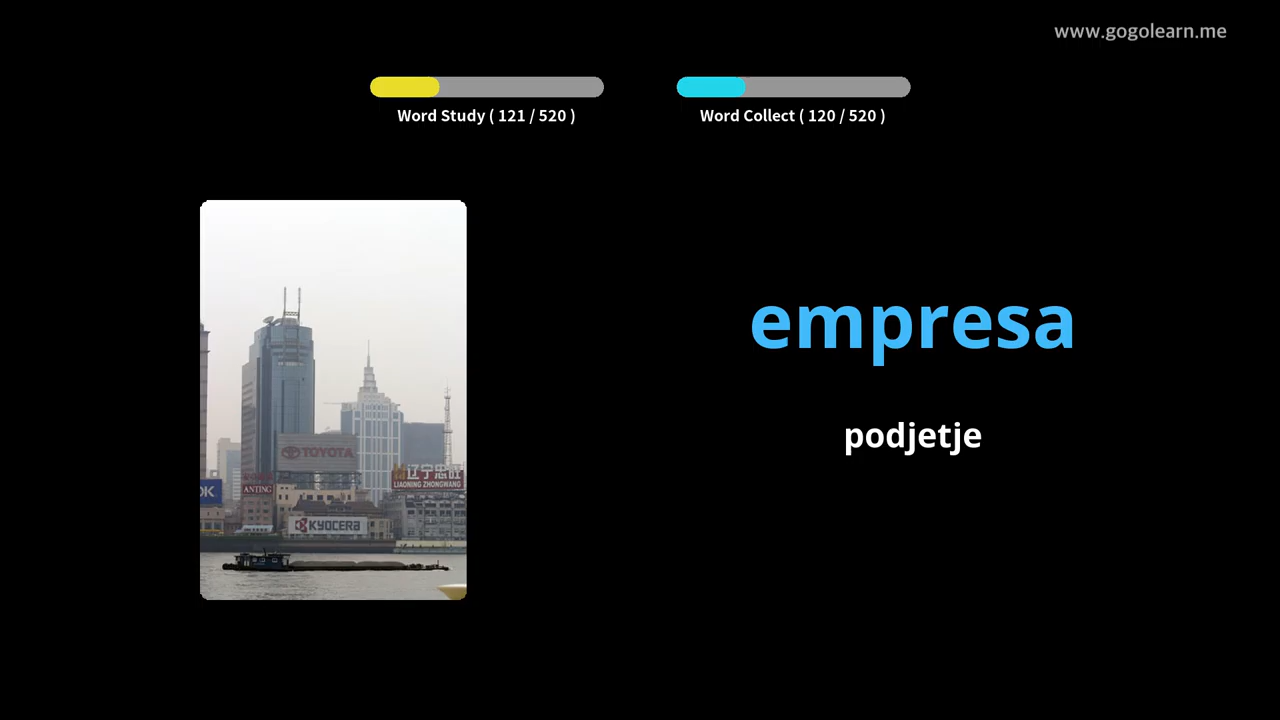 www.gogolearn.me
Word Study ( 121 / 520 )
Word Collect ( 120 / 520 )
empresa
podjetje
TOYOTA
辽宁忠旺
LIAONING ZHONGWANG
ANTING
OK
KYOCERA